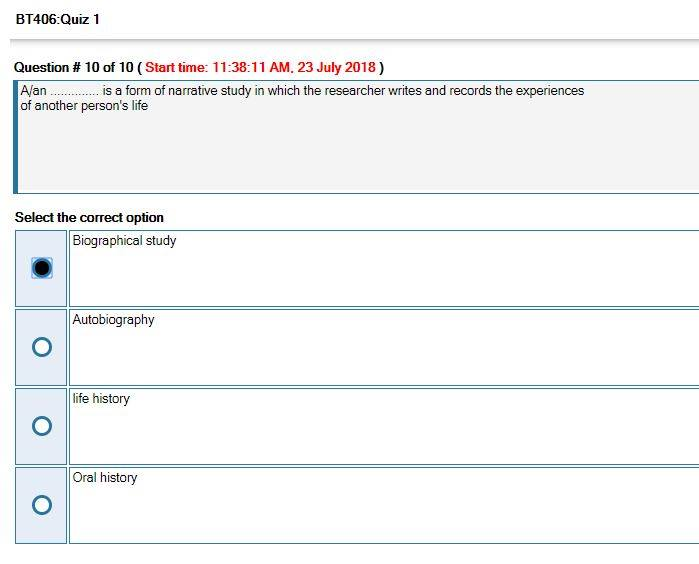 BT406:Quiz 1
Question # 10 of 10 ( Start time: 11:38:11 AM, 23 July 2018 )
A/an .............. is a form of narrative study in which the researcher writes and records the experiences
of another person's life
Select the correct option
Biographical study
Autobiography
life history
Oral history